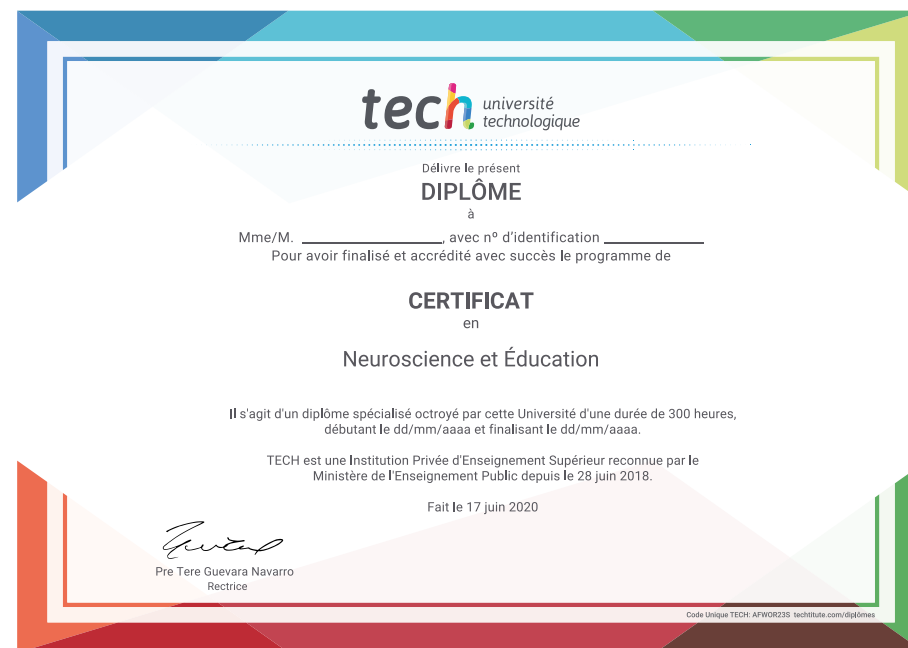 tech université
technologique
Délivre le présent
DIPLÔME
à
Mme/M. ____________________, avec nº d'identification ______________
Pour avoir finalisé et accrédité avec succès le programme de
CERTIFICAT
en
Neuroscience et Éducation
Il s'agit d'un diplôme spécialisé octroyé par cette Université d'une durée de 300 heures,
débutant le dd/mm/aaaa et finalisant le dd/mm/aaaa.
TECH est une Institution Privée d'Enseignement Supérieur reconnue par le
Ministère de l'Enseignement Public depuis le 28 juin 2018.
Fait le 17 juin 2020
Pre Tere Guevara Navarro
Rectrice
Code Unique TECH: AFWOR23S techtitute.com/diplômes